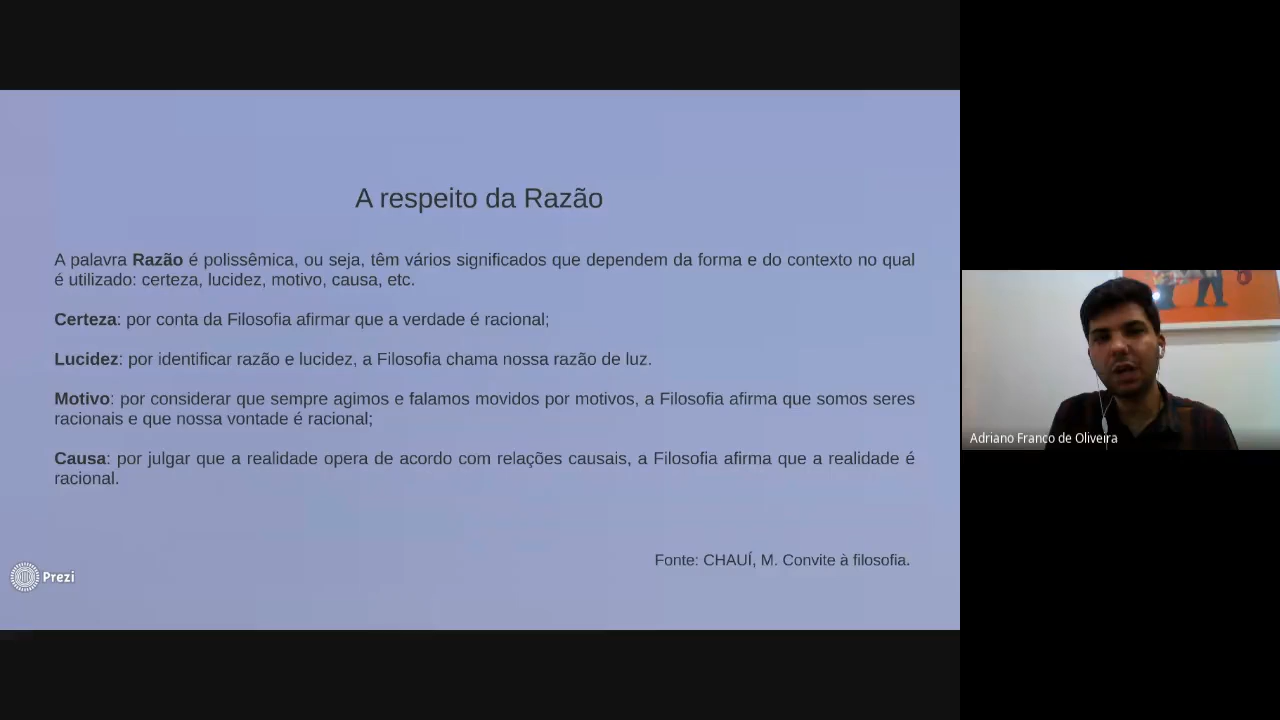 A respeito da Razão
A palavra Razão é polissêmica, ou seja, têm vários significados que dependem da forma e do contexto no qual
é utilizado: certeza, lucidez, motivo, causa, etc.
Certeza: por conta da Filosofia afirmar que a verdade é racional;
Lucidez: por identificar razão e lucidez, a Filosofia chama nossa razão de luz.
Motivo: por considerar que sempre agimos e falamos movidos por motivos, a Filosofia afirma que somos seres
racionais e que nossa vontade é racional;
Causa: por julgar que a realidade opera de acordo com relações causais, a Filosofia afirma que a realidade é
racional.
Fonte: CHAUÍ, M. Convite à filosofia.
Prezi
Adriano Franco de Oliveira